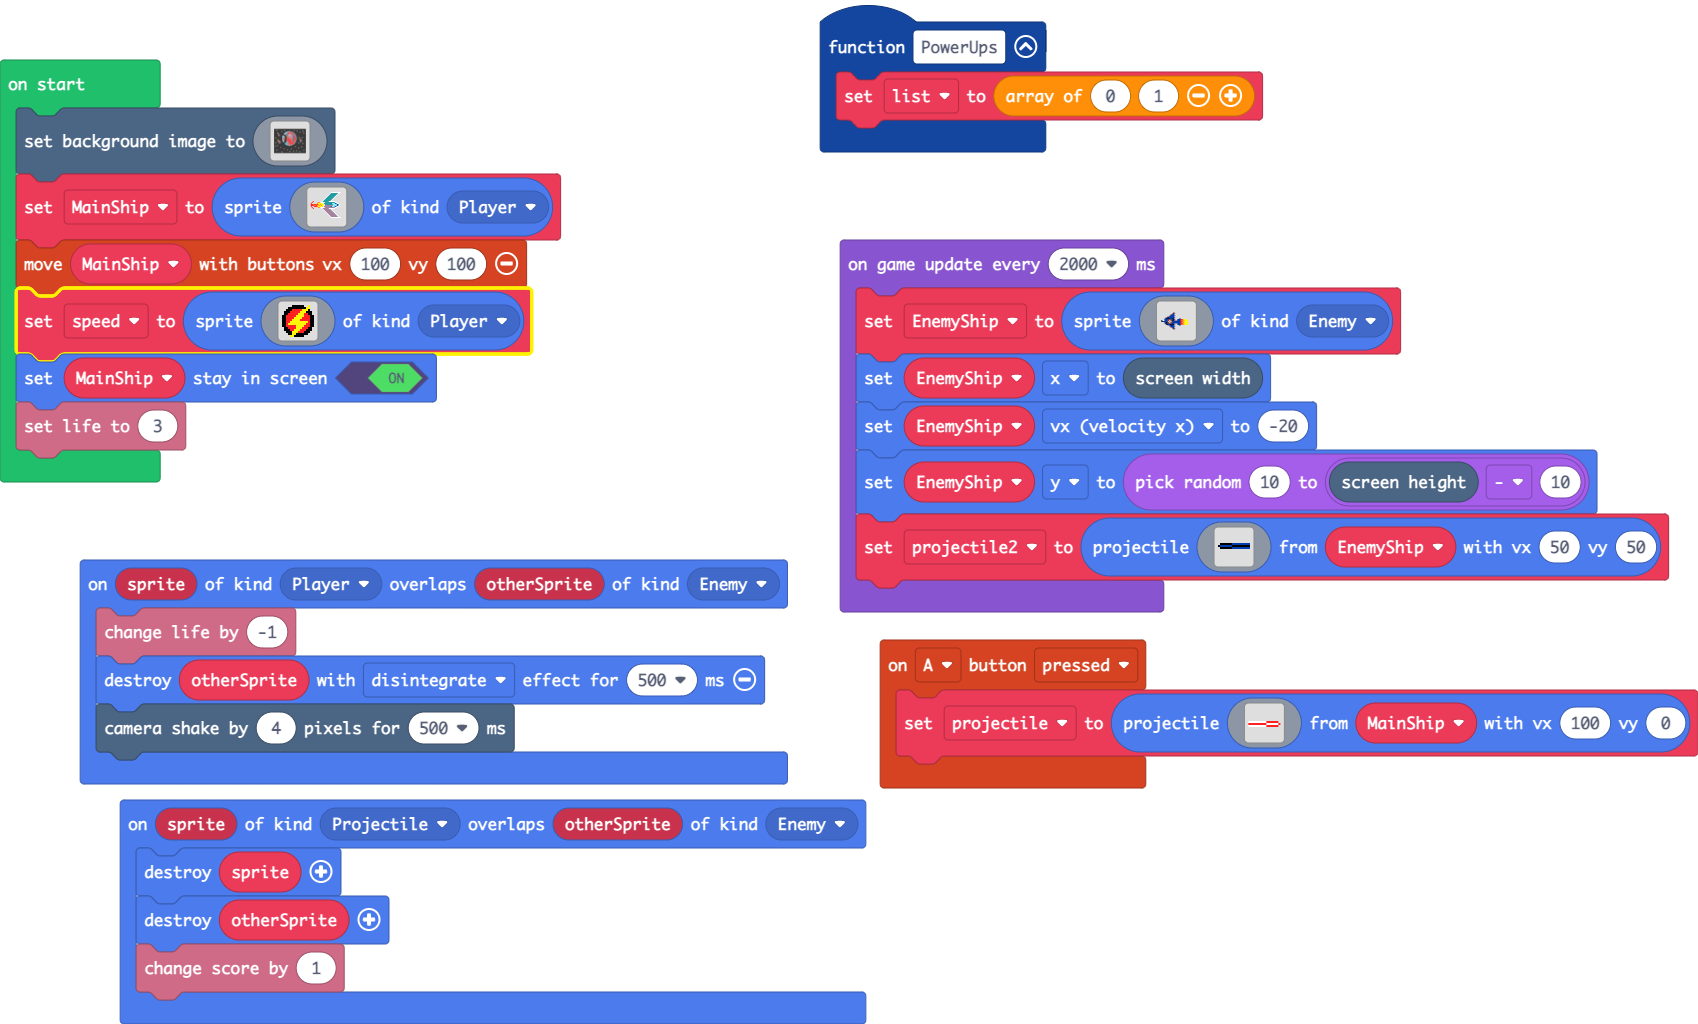 on start
set background image to
set MainShip to sprite of kind Player
move MainShip with buttons vx 100 vy 100
set speed to sprite of kind Player
set MainShip stay in screen ON
set life to 3
function PowerUps
set list to array of 0 1
on game update every 2000 ms
set EnemyShip to sprite of kind Enemy
set EnemyShip x to screen width
set EnemyShip vx (velocity x) to -20
set EnemyShip y to pick random 10 to screen height - 10
set projectile2 to projectile from EnemyShip with vx 50 vy 50
on sprite of kind Player overlaps otherSprite of kind Enemy
change life by -1
destroy otherSprite with disintegrate effect for 500 ms
camera shake by 4 pixels for 500 ms
on A button pressed
set projectile to projectile from MainShip with vx 100 vy 0
on sprite of kind Projectile overlaps otherSprite of kind Enemy
destroy sprite
destroy otherSprite
change score by 1